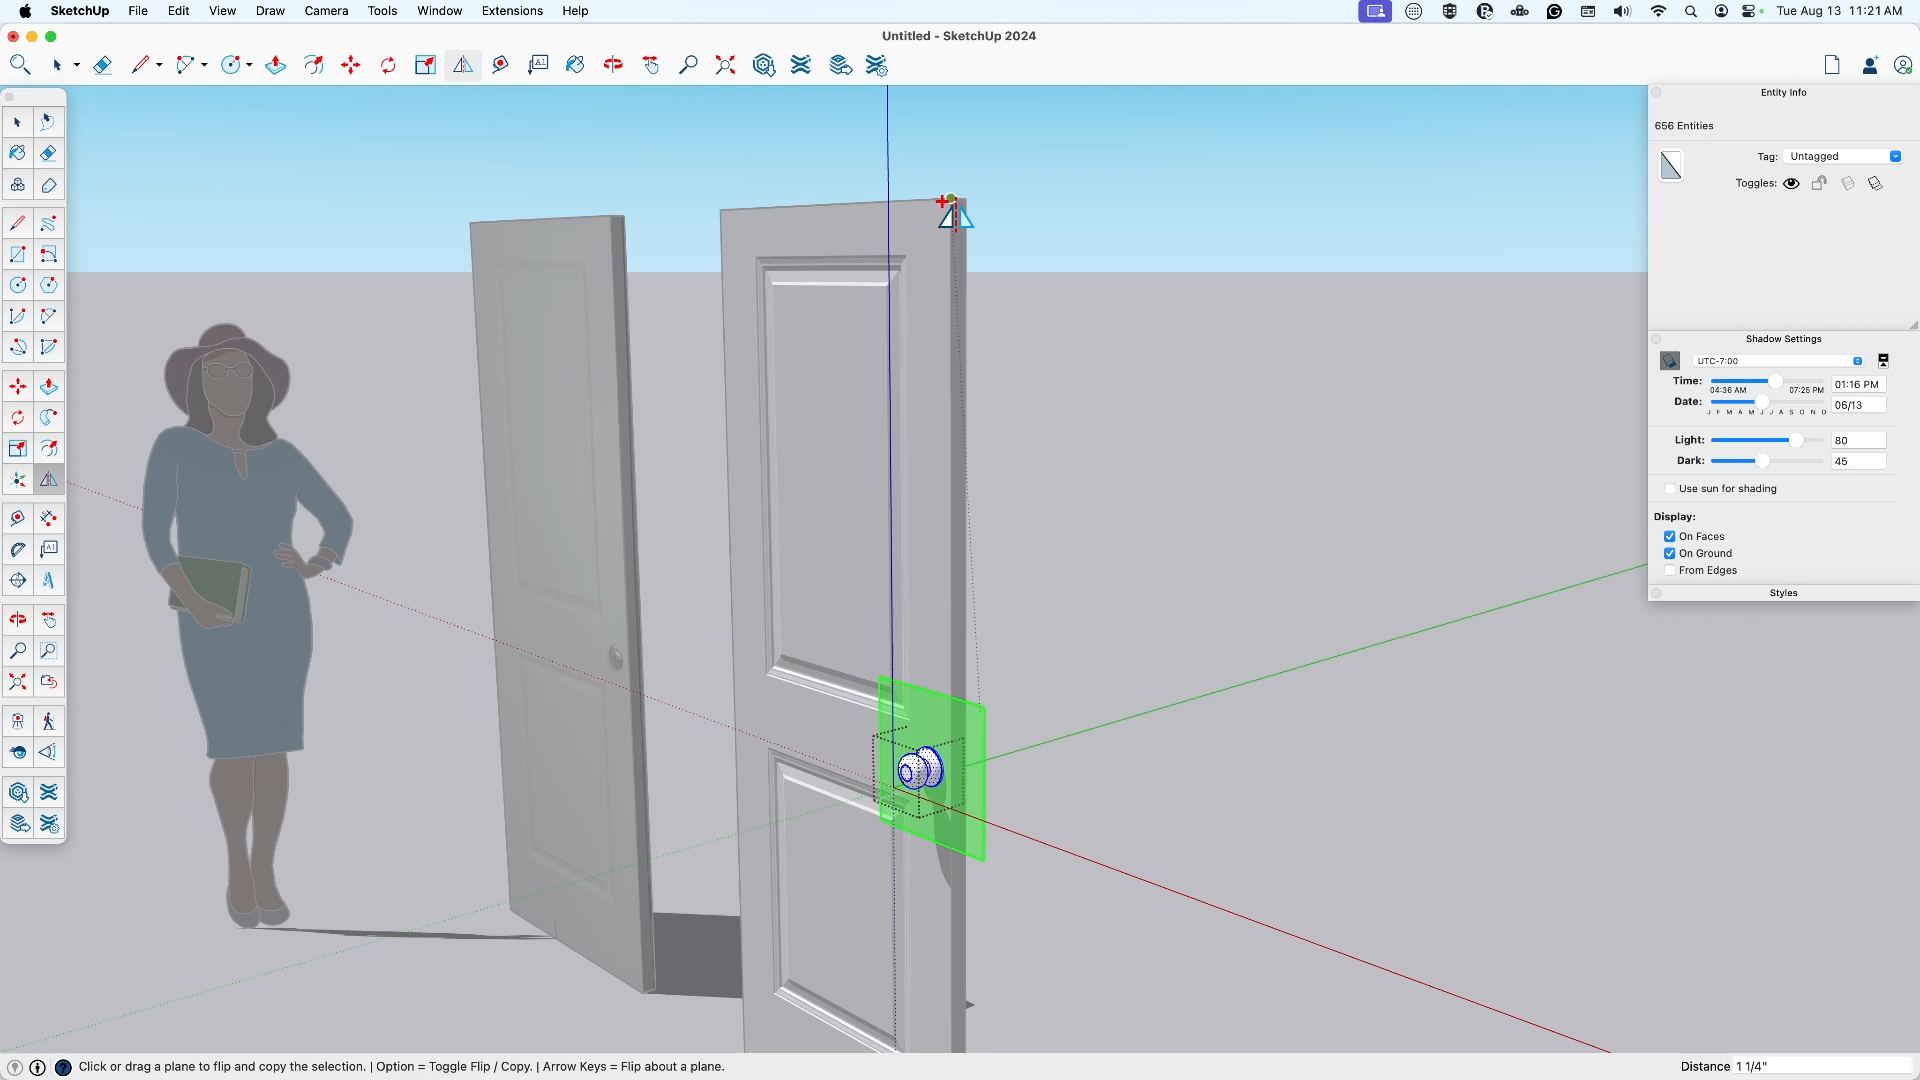 SketchUp File Edit View Draw Camera Tools Window Extensions Help Tue Aug 13 11:21 AM
Untitled - SketchUp 2024
A1
Entity Info
656 Entities
Tag: Untagged
Toggles:
Shadow Settings
UTC-7:00
Time: 04:36 AM 07:25 PM 01:16 PM
Date: J F M A M J J A S O N D 06/13
Light: 80
Dark: 45
Use sun for shading
Display:
On Faces
On Ground
From Edges
Styles
A1
Click or drag a plane to flip and copy the selection. | Option = Toggle Flip / Copy. | Arrow Keys = Flip about a plane.
Distance 1 1/4"